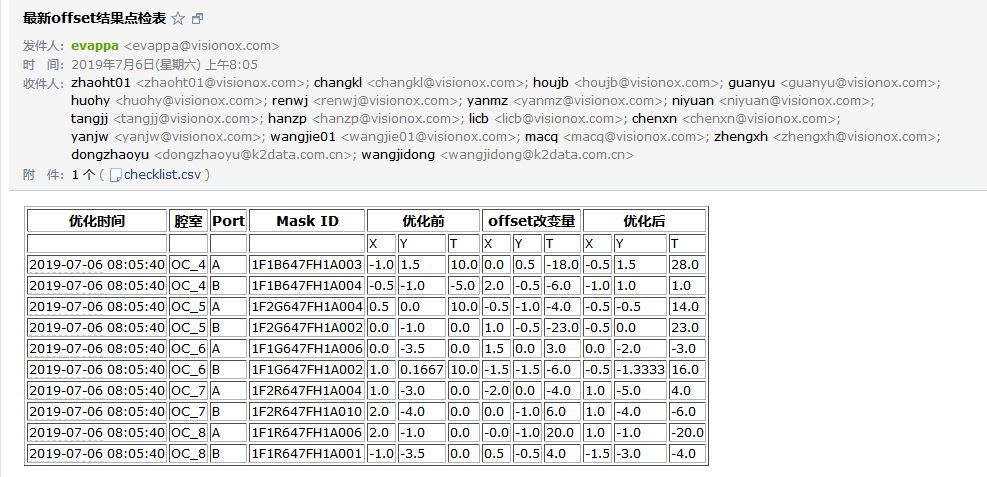 最新offset结果点检表
发件人: evappa <evappa@visionox.com>
时 间: 2019年7月6日(星期六) 上午8:05
收件人: zhaoht01 <zhaoht01@visionox.com>; changkl <changkl@visionox.com>; houjb <houjb@visionox.com>; guanyu <guanyu@visionox.com>;
huohy <huohy@visionox.com>; renwj <renwj@visionox.com>; yanmz <yanmz@visionox.com>; niyuan <niyuan@visionox.com>;
tangjj <tangjj@visionox.com>; hanzp <hanzp@visionox.com>; licb <licb@visionox.com>; chenxn <chenxn@visionox.com>;
yanjw <yanjw@visionox.com>; wangjie01 <wangjie01@visionox.com>; macq <macq@visionox.com>; zhengxh <zhengxh@visionox.com>;
dongzhaoyu <dongzhaoyu@k2data.com.cn>; wangjidong <wangjidong@k2data.com.cn>
附 件: 1 个 ( checklist.csv )
优化时间 腔室 Port Mask ID 优化前 offset改变量 优化后
X Y T X Y T X Y T
2019-07-06 08:05:40 OC_4 A 1F1B647FH1A003 -1.0 1.5 10.0 0.0 0.5 -18.0 -0.5 1.5 28.0
2019-07-06 08:05:40 OC_4 B 1F1B647FH1A004 -0.5 -1.0 -5.0 2.0 -0.5 -6.0 -1.0 1.0 1.0
2019-07-06 08:05:40 OC_5 A 1F2G647FH1A004 0.5 0.0 10.0 -0.5 -1.0 -4.0 -0.5 -0.5 14.0
2019-07-06 08:05:40 OC_5 B 1F2G647FH1A002 0.0 -1.0 0.0 1.0 -0.5 -23.0 -0.5 0.0 23.0
2019-07-06 08:05:40 OC_6 A 1F1G647FH1A006 0.0 -3.5 0.0 1.5 0.0 3.0 0.0 -2.0 -3.0
2019-07-06 08:05:40 OC_6 B 1F1G647FH1A002 1.0 0.1667 10.0 -1.5 -1.5 -6.0 -0.5 -1.3333 16.0
2019-07-06 08:05:40 OC_7 A 1F2R647FH1A004 1.0 -3.0 0.0 -2.0 0.0 -4.0 1.0 -5.0 4.0
2019-07-06 08:05:40 OC_7 B 1F2R647FH1A010 2.0 -4.0 0.0 0.0 -1.0 6.0 1.0 -4.0 -6.0
2019-07-06 08:05:40 OC_8 A 1F1R647FH1A006 2.0 -1.0 0.0 -0.0 -1.0 20.0 1.0 -1.0 -20.0
2019-07-06 08:05:40 OC_8 B 1F1R647FH1A001 -1.0 -3.5 0.0 0.5 -0.5 4.0 -1.5 -3.0 -4.0